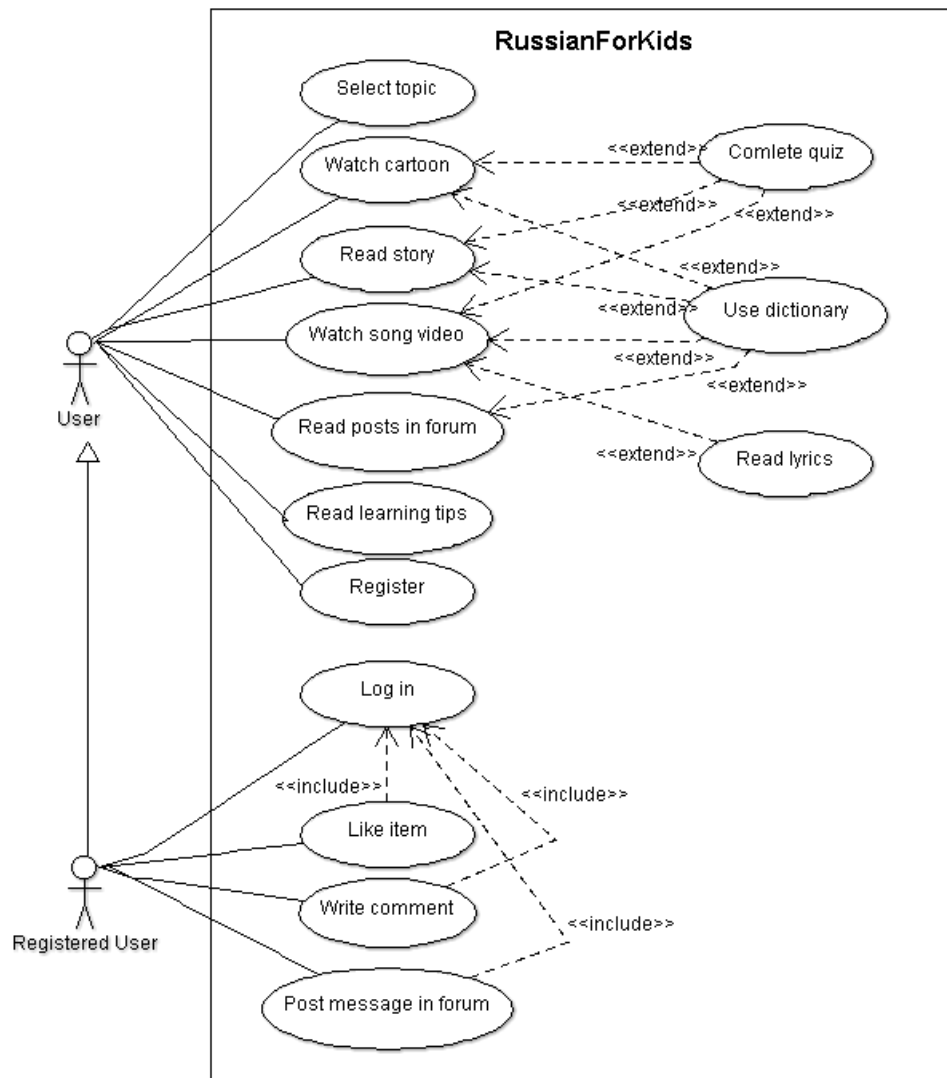 RussianForKids
Select topic
Watch cartoon
<<extend>>
Comlete quiz
<<extend>>
<<extend>>
Read story
<<extend>>
Use dictionary
<<extend>>
Watch song video
<<extend>>
<<extend>>
User
Read posts in forum
<<extend>>
Read lyrics
Read learning tips
Register
Log in
<<include>>
<<include>>
Like item
Write comment
<<include>>
Registered User
Post message in forum